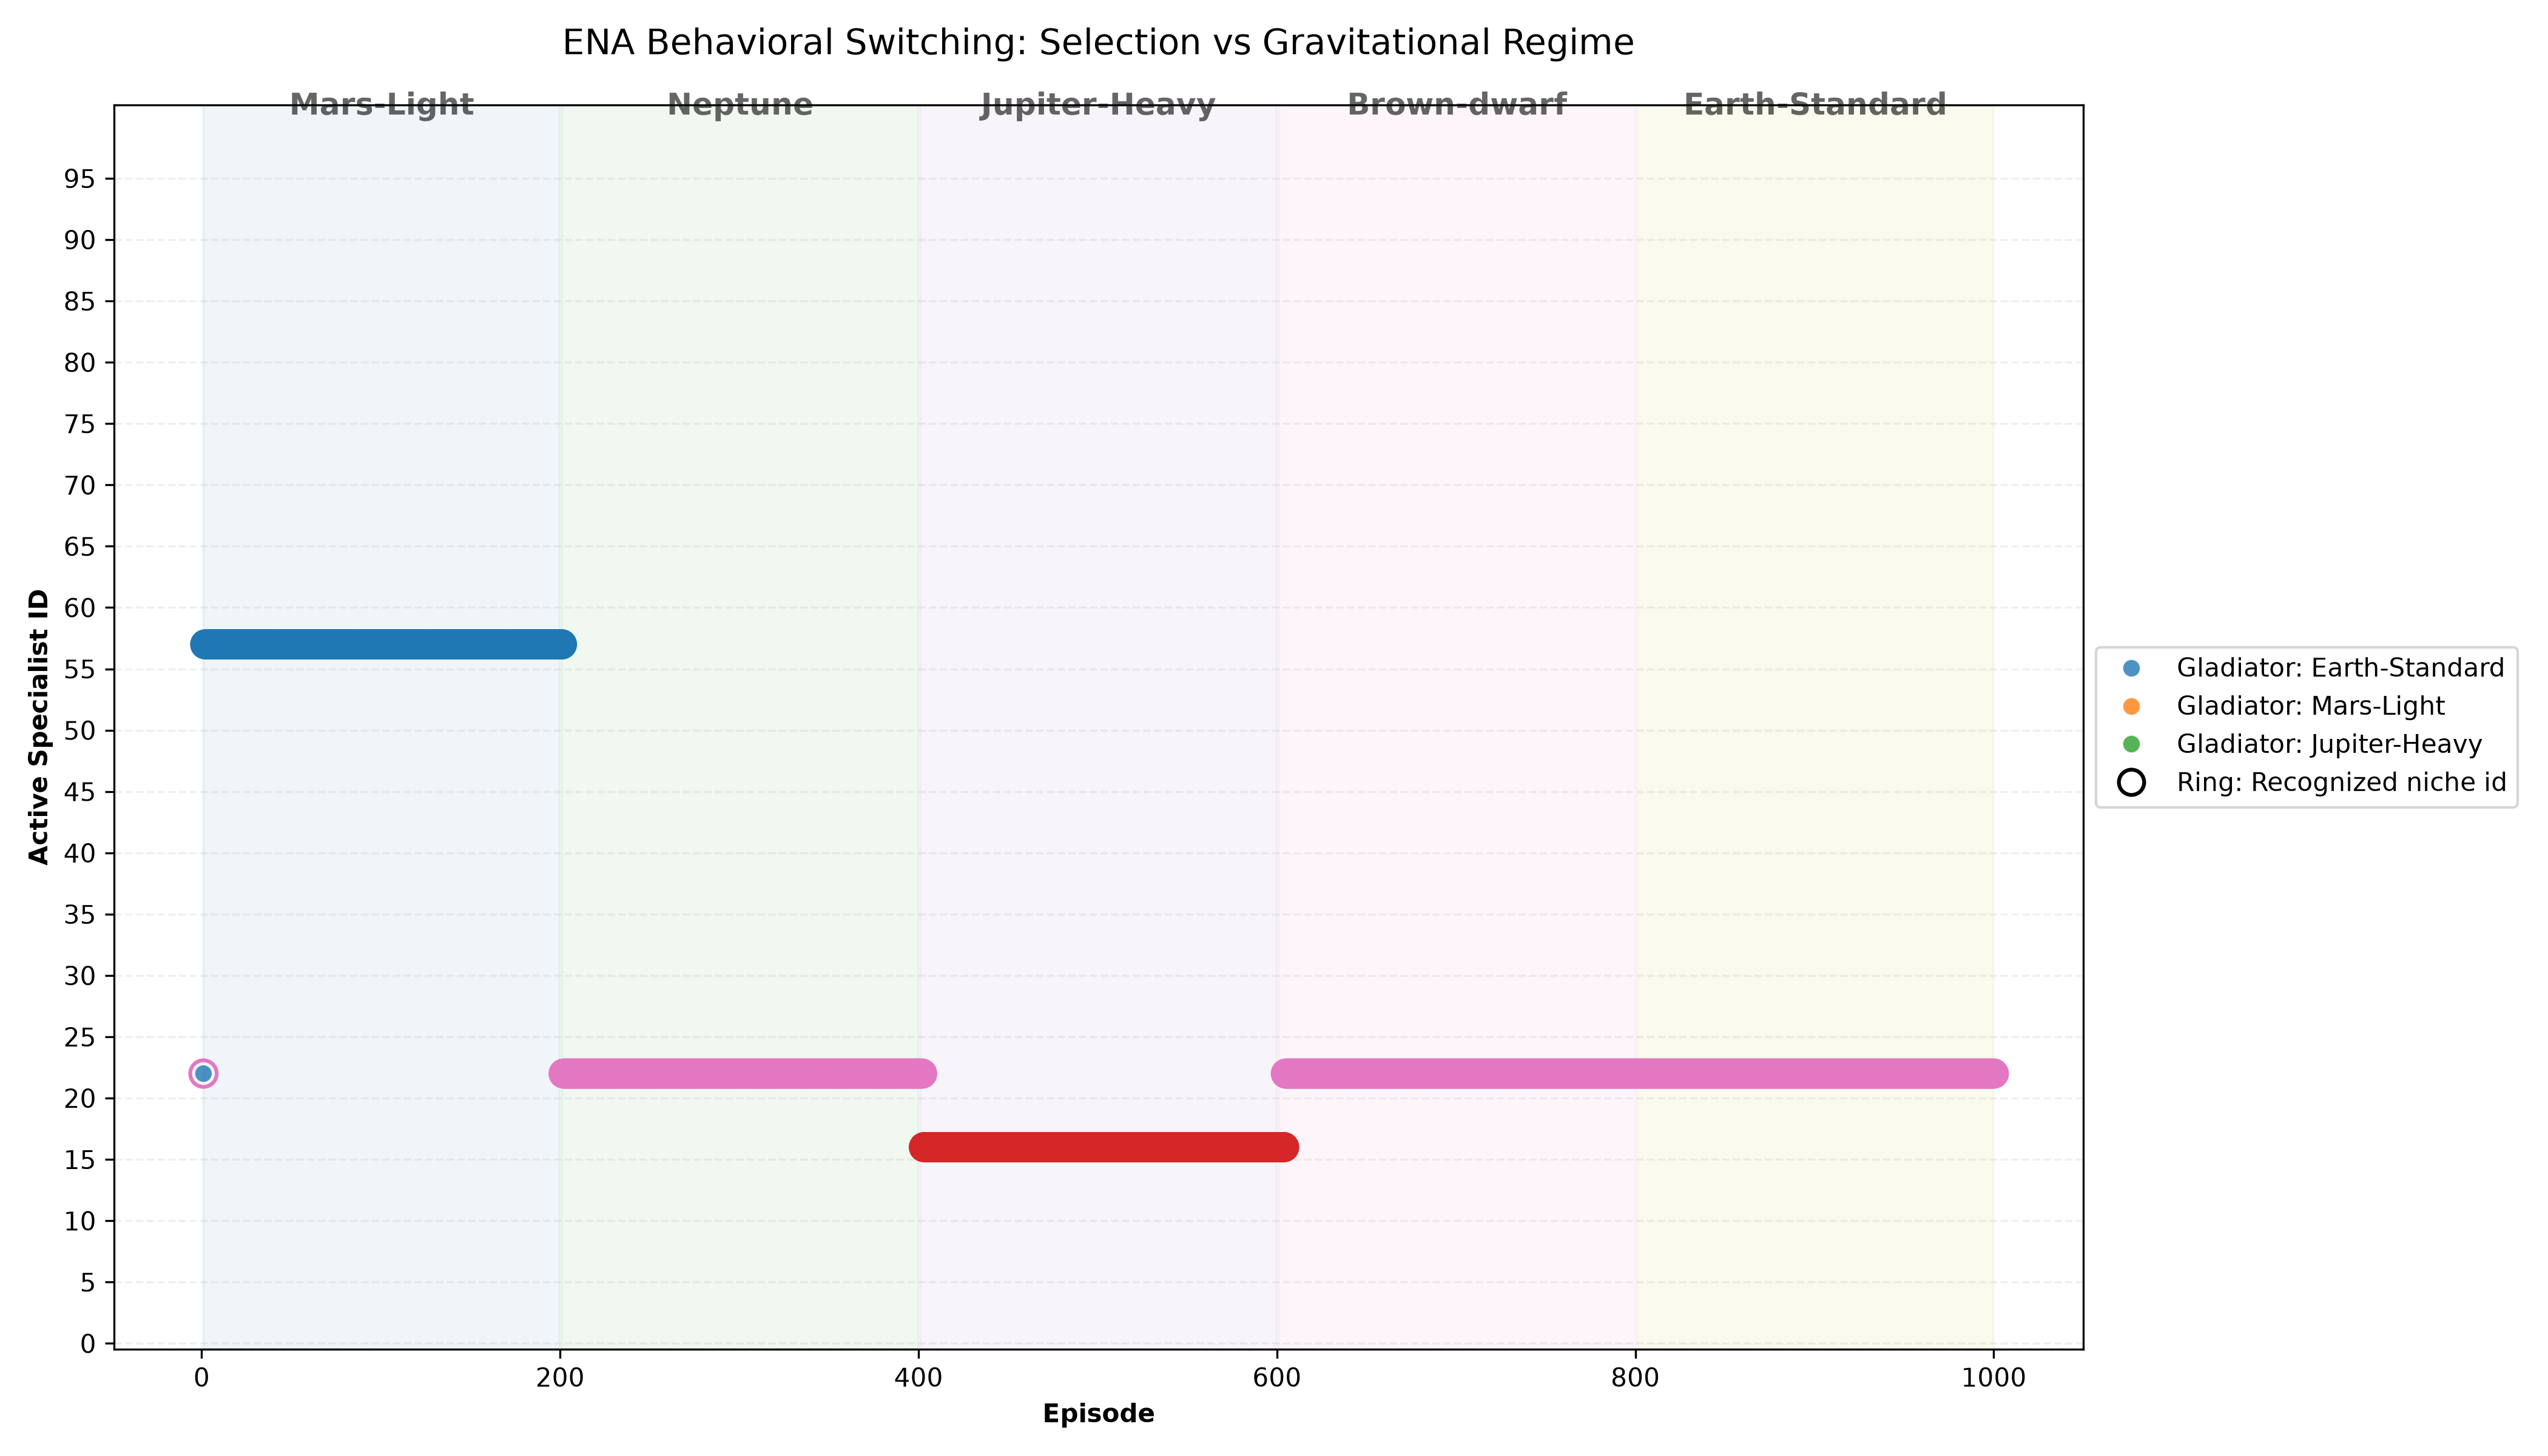 ENA Behavioral Switching: Selection vs Gravitational Regime
Mars-Light Neptune Jupiter-Heavy Brown-dwarf Earth-Standard
Active Specialist ID
95
90
85
80
75
70
65
60
55
50
45
40
35
30
25
20
15
10
5
0
0 200 400 600 800 1000
Episode
Gladiator: Earth-Standard
Gladiator: Mars-Light
Gladiator: Jupiter-Heavy
Ring: Recognized niche id